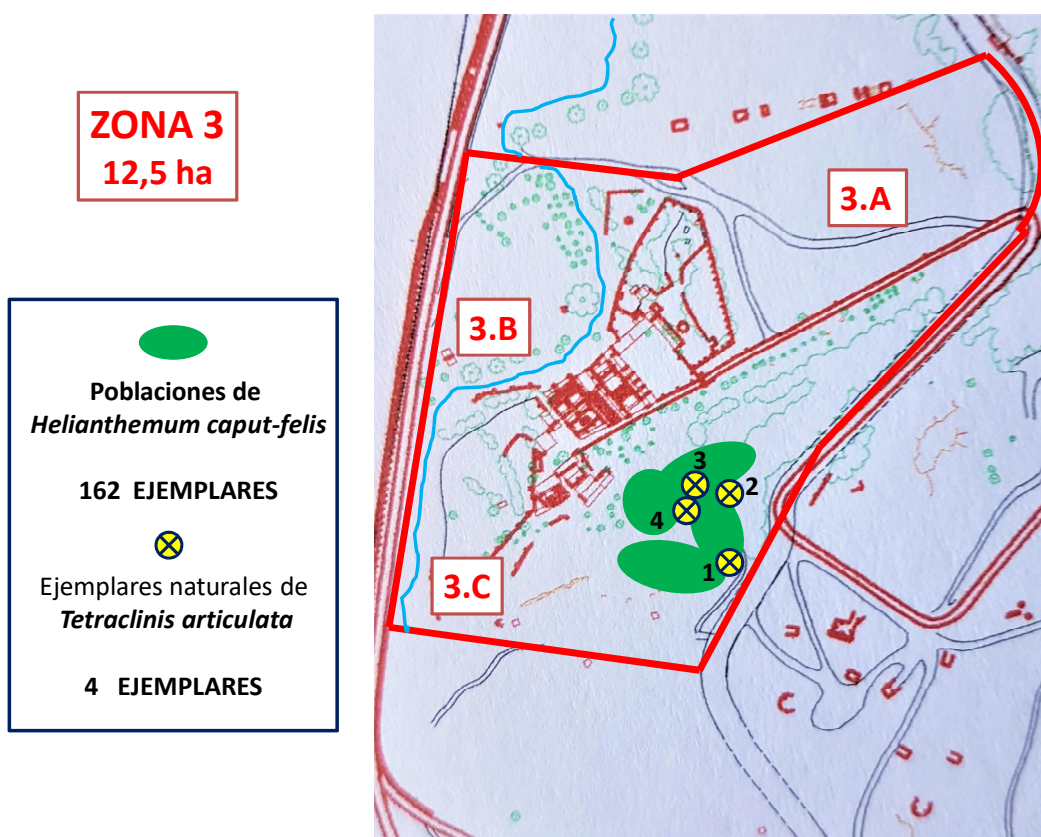 ZONA 3
12,5 ha
Poblaciones de
Helianthemum caput-felis
162 EJEMPLARES
Ejemplares naturales de
Tetraclinis articulata
4 EJEMPLARES
3.A
3.B
3
2
4
1
3.C